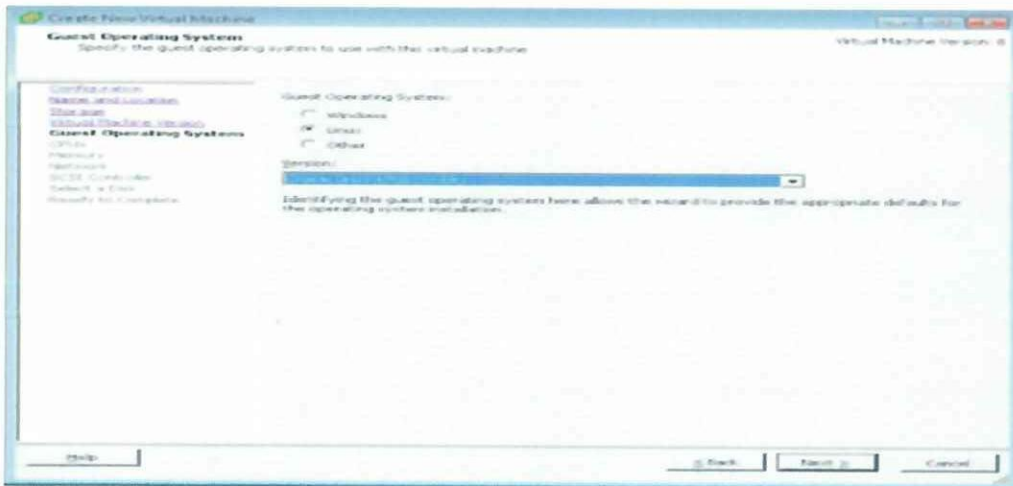 Create New Virtual Machine
Guest Operating System
Specify the guest operating system to use with this virtual machine
Virtual Machine Version: 8
Configuration
Name and Location
Storage
Virtual Machine Version
Guest Operating System
CPUs
Memory
Network
SCSI Controller
Select a Disk
Ready to Complete
Guest Operating System:
Windows
Linux
Other
Version:
Identifying the guest operating system here allows the wizard to provide the appropriate defaults for
the operating system installation.
Help
< Back
Next >
Cancel